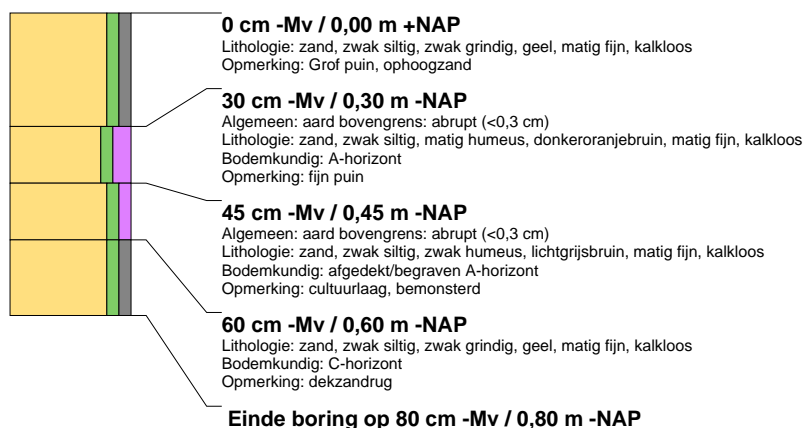 0 cm -Mv / 0,00 m +NAP
Lithologie: zand, zwak siltig, zwak grindig, geel, matig fijn, kalkloos
Opmerking: Grof puin, ophoogzand
30 cm -Mv / 0,30 m -NAP
Algemeen: aard bovengrens: abrupt (<0,3 cm)
Lithologie: zand, zwak siltig, matig humeus, donkeroranjebruin, matig fijn, kalkloos
Bodemkundig: A-horizont
Opmerking: fijn puin
45 cm -Mv / 0,45 m -NAP
Algemeen: aard bovengrens: abrupt (<0,3 cm)
Lithologie: zand, zwak siltig, zwak humeus, lichtgrijsbruin, matig fijn, kalkloos
Bodemkundig: afgedekt/begraven A-horizont
Opmerking: cultuurlaag, bemonsterd
60 cm -Mv / 0,60 m -NAP
Lithologie: zand, zwak siltig, zwak grindig, geel, matig fijn, kalkloos
Bodemkundig: C-horizont
Opmerking: dekzandrug
Einde boring op 80 cm -Mv / 0,80 m -NAP